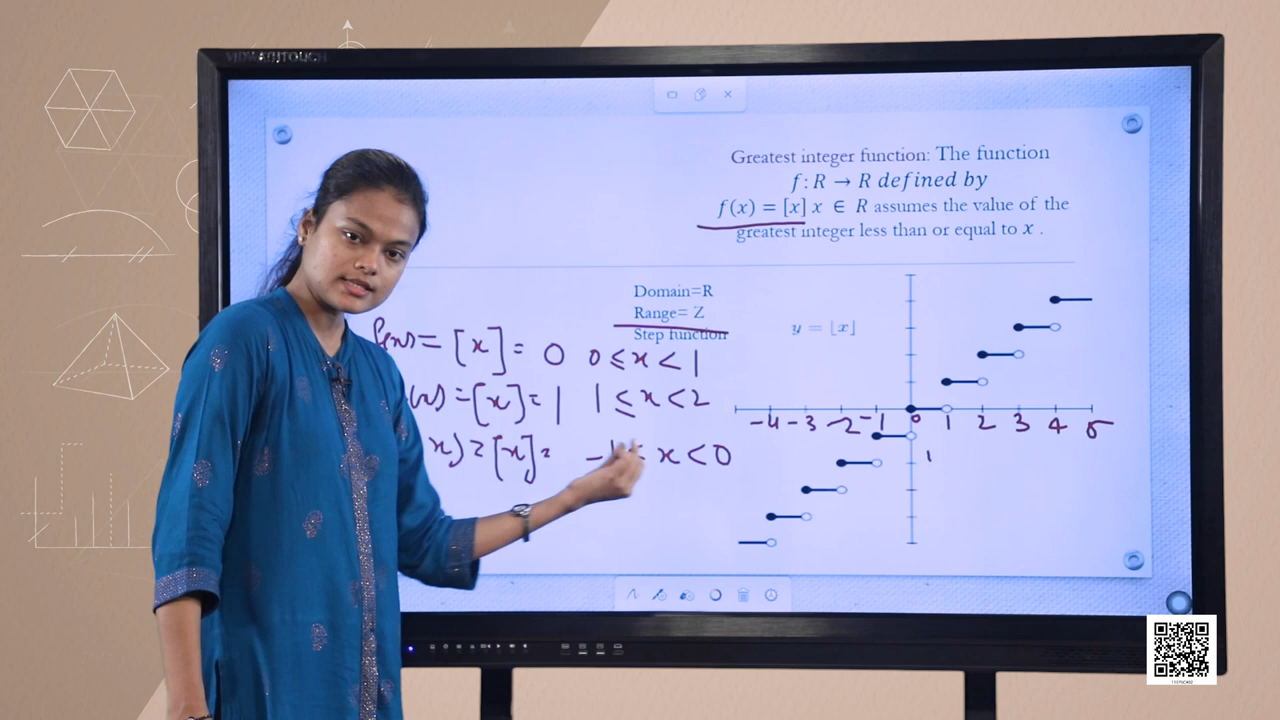 VIEWAAITOUCH
Greatest integer function: The function
f : R → R defined by
f(x) = [x] x ∈ R assumes the value of the
greatest integer less than or equal to x .
Domain=R
Range= Z
Step function
y = ⌊x⌋
f(x) = [x] = 0 0 ≤ x < 1
(x) = [x] = 1 1 ≤ x < 2
x) = [x] = -1 ≤ x < 0
-4 -3 -2 -1 0 1 2 3 4 5
1